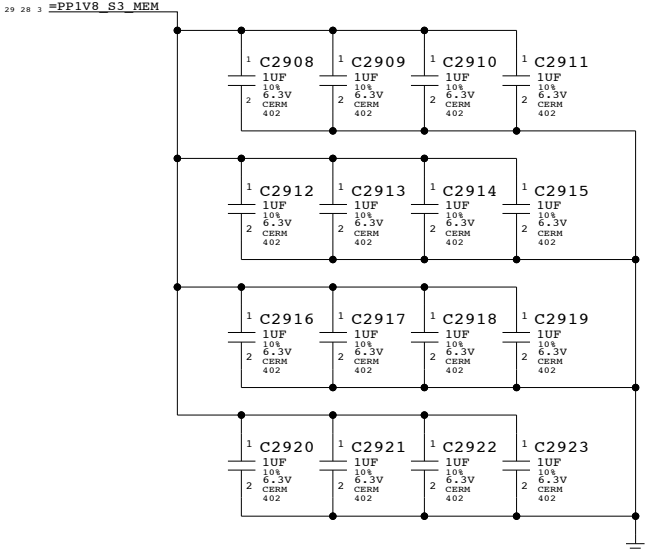 29 28 3 =PP1V8_S3_MEM
1 C2908 1 C2909 1 C2910 1 C2911
1UF 1UF 1UF 1UF
10% 10% 10% 10%
2 6.3V 2 6.3V 2 6.3V 2 6.3V
CERM CERM CERM CERM
402 402 402 402
1 C2912 1 C2913 1 C2914 1 C2915
1UF 1UF 1UF 1UF
10% 10% 10% 10%
2 6.3V 2 6.3V 2 6.3V 2 6.3V
CERM CERM CERM CERM
402 402 402 402
1 C2916 1 C2917 1 C2918 1 C2919
1UF 1UF 1UF 1UF
10% 10% 10% 10%
2 6.3V 2 6.3V 2 6.3V 2 6.3V
CERM CERM CERM CERM
402 402 402 402
1 C2920 1 C2921 1 C2922 1 C2923
1UF 1UF 1UF 1UF
10% 10% 10% 10%
2 6.3V 2 6.3V 2 6.3V 2 6.3V
CERM CERM CERM CERM
402 402 402 402